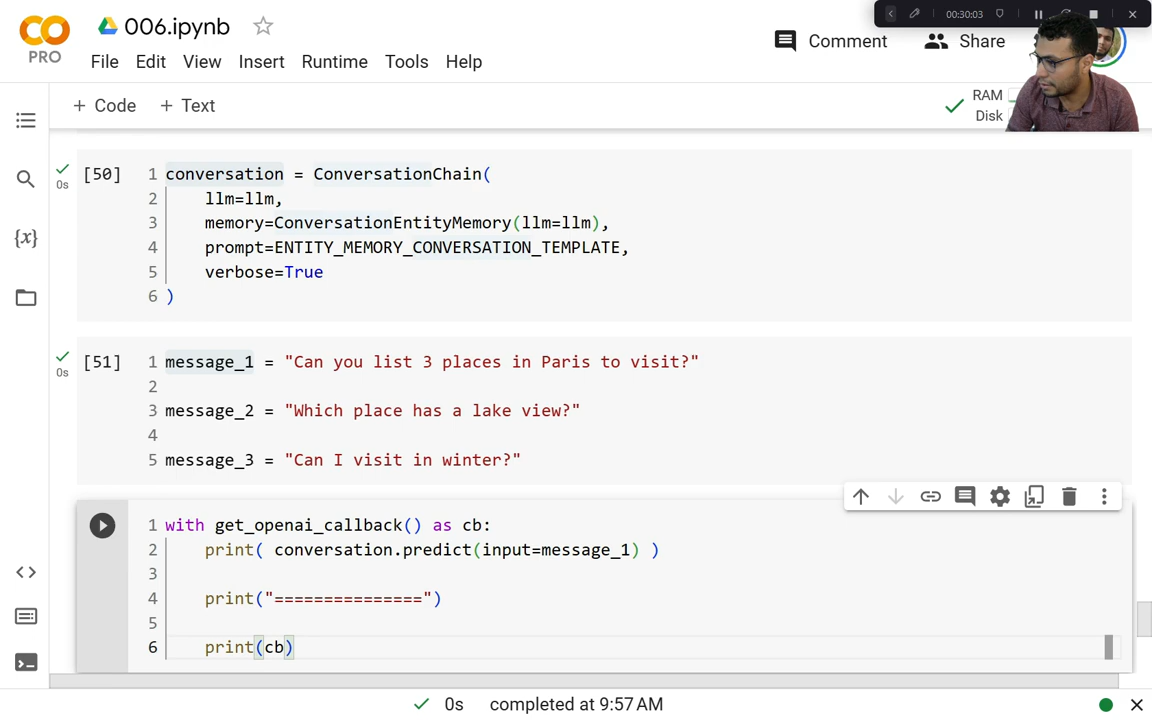 00:30:03
006.ipynb
PRO
File Edit View Insert Runtime Tools Help
Comment
Share
+ Code + Text
RAM
Disk
0s
[50]
1 conversation = ConversationChain(
2 llm=llm,
3 memory=ConversationEntityMemory(llm=llm),
4 prompt=ENTITY_MEMORY_CONVERSATION_TEMPLATE,
5 verbose=True
6 )
0s
[51]
1 message_1 = "Can you list 3 places in Paris to visit?"
2
3 message_2 = "Which place has a lake view?"
4
5 message_3 = "Can I visit in winter?"
1 with get_openai_callback() as cb:
2 print( conversation.predict(input=message_1) )
3
4 print("===============")
5
6 print(cb)
0s completed at 9:57 AM